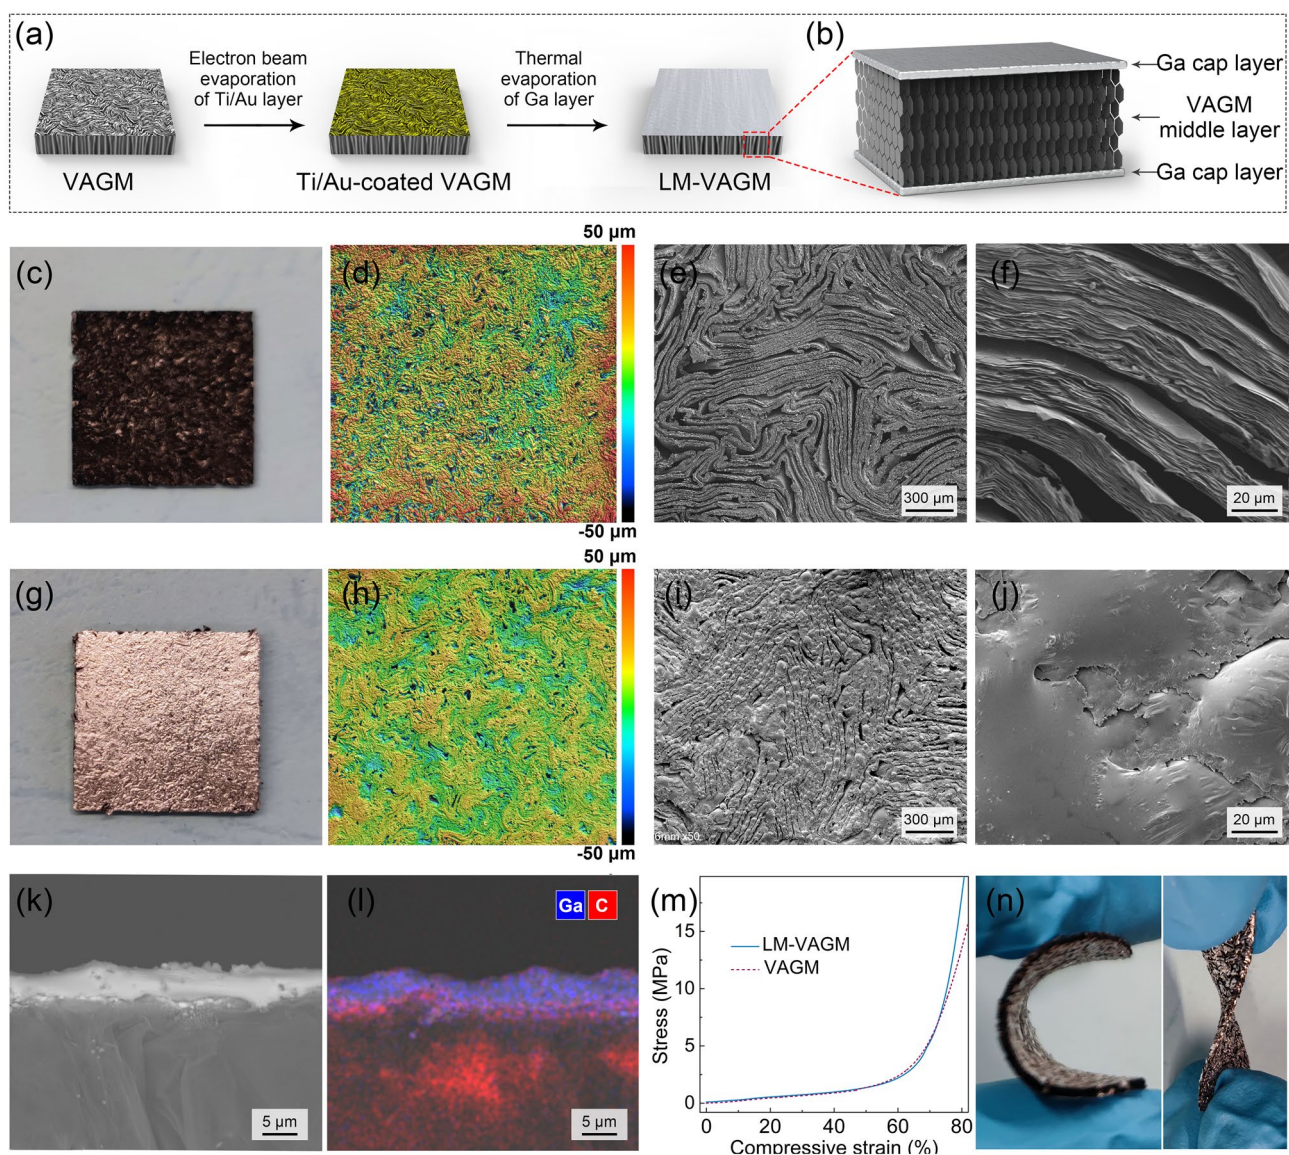 (a)
Electron beam
evaporation
of Ti/Au layer
Thermal
evaporation
of Ga layer
VAGM
Ti/Au-coated VAGM
LM-VAGM
(b)
Ga cap layer
VAGM
middle layer
Ga cap layer
(c)
(d)
50 µm
-50 µm
(e)
300 µm
(f)
20 µm
(g)
(h)
50 µm
-50 µm
(i)
6mm x50
300 µm
(j)
20 µm
(k)
5 µm
(l)
Ga C
5 µm
(m)
LM-VAGM
VAGM
Stress (MPa)
15
10
5
0
0 20 40 60 80
Compressive strain (%)
(n)